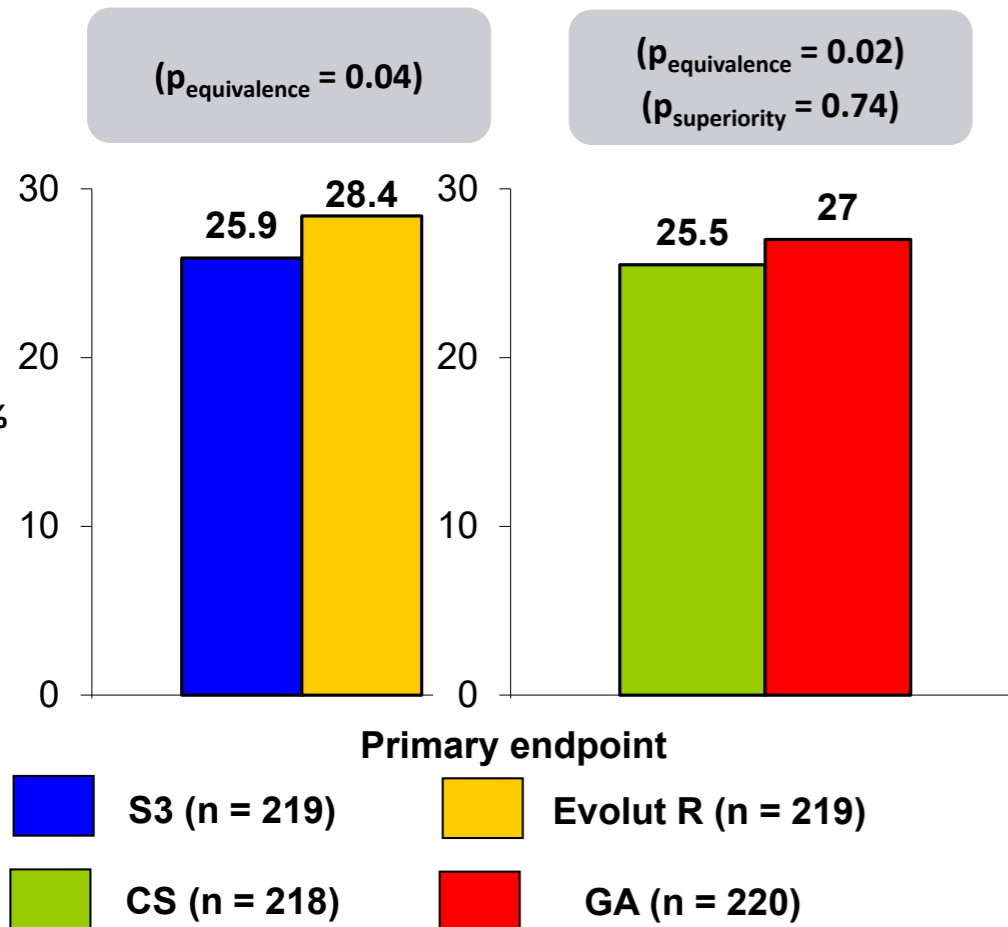 (pequivalence = 0.04)
(pequivalence = 0.02)
(psuperiority = 0.74)
30
20
%
10
0
25.9
28.4
30
20
10
0
25.5
27
Primary endpoint
S3 (n = 219)
Evolut R (n = 219)
CS (n = 218)
GA (n = 220)